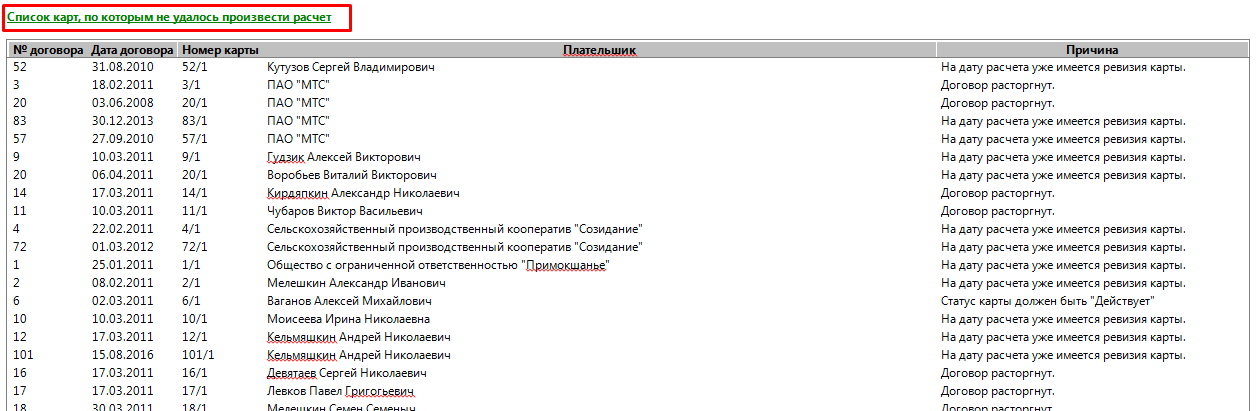 Список карт, по которым не удалось произвести расчет
№ договора Дата договора Номер карты Плательшик Причина
52 31.08.2010 52/1 Кутузов Сергей Владимирович На дату расчета уже имеется ревизия карты.
3 18.02.2011 3/1 ПАО "МТС" Договор расторгнут.
20 03.06.2008 20/1 ПАО "МТС" Договор расторгнут.
83 30.12.2013 83/1 ПАО "МТС" На дату расчета уже имеется ревизия карты.
57 27.09.2010 57/1 ПАО "МТС" На дату расчета уже имеется ревизия карты.
9 10.03.2011 9/1 Гудзик Алексей Викторович На дату расчета уже имеется ревизия карты.
20 06.04.2011 20/1 Воробьев Виталий Викторович На дату расчета уже имеется ревизия карты.
14 17.03.2011 14/1 Кирдяпкин Александр Николаевич Договор расторгнут.
11 10.03.2011 11/1 Чубаров Виктор Васильевич Договор расторгнут.
4 22.02.2011 4/1 Сельскохозяйственный производственный кооператив "Созидание" На дату расчета уже имеется ревизия карты.
72 01.03.2012 72/1 Сельскохозяйственный производственный кооператив "Созидание" На дату расчета уже имеется ревизия карты.
1 25.01.2011 1/1 Общество с ограниченной ответственностью "Примокшанье" На дату расчета уже имеется ревизия карты.
2 08.02.2011 2/1 Мелешкин Александр Иванович На дату расчета уже имеется ревизия карты.
6 02.03.2011 6/1 Ваганов Алексей Михайлович Статус карты должен быть "Действует"
10 10.03.2011 10/1 Моисеева Ирина Николаевна На дату расчета уже имеется ревизия карты.
12 17.03.2011 12/1 Кельмяшкин Андрей Николаевич На дату расчета уже имеется ревизия карты.
101 15.08.2016 101/1 Кельмяшкин Андрей Николаевич На дату расчета уже имеется ревизия карты.
16 17.03.2011 16/1 Девятаев Сергей Николаевич Договор расторгнут.
17 17.03.2011 17/1 Левков Павел Григогьевич Договор расторгнут.
18 30.03.2011 18/1 Мелешкин Семен Семеныч Договор расторгнут.